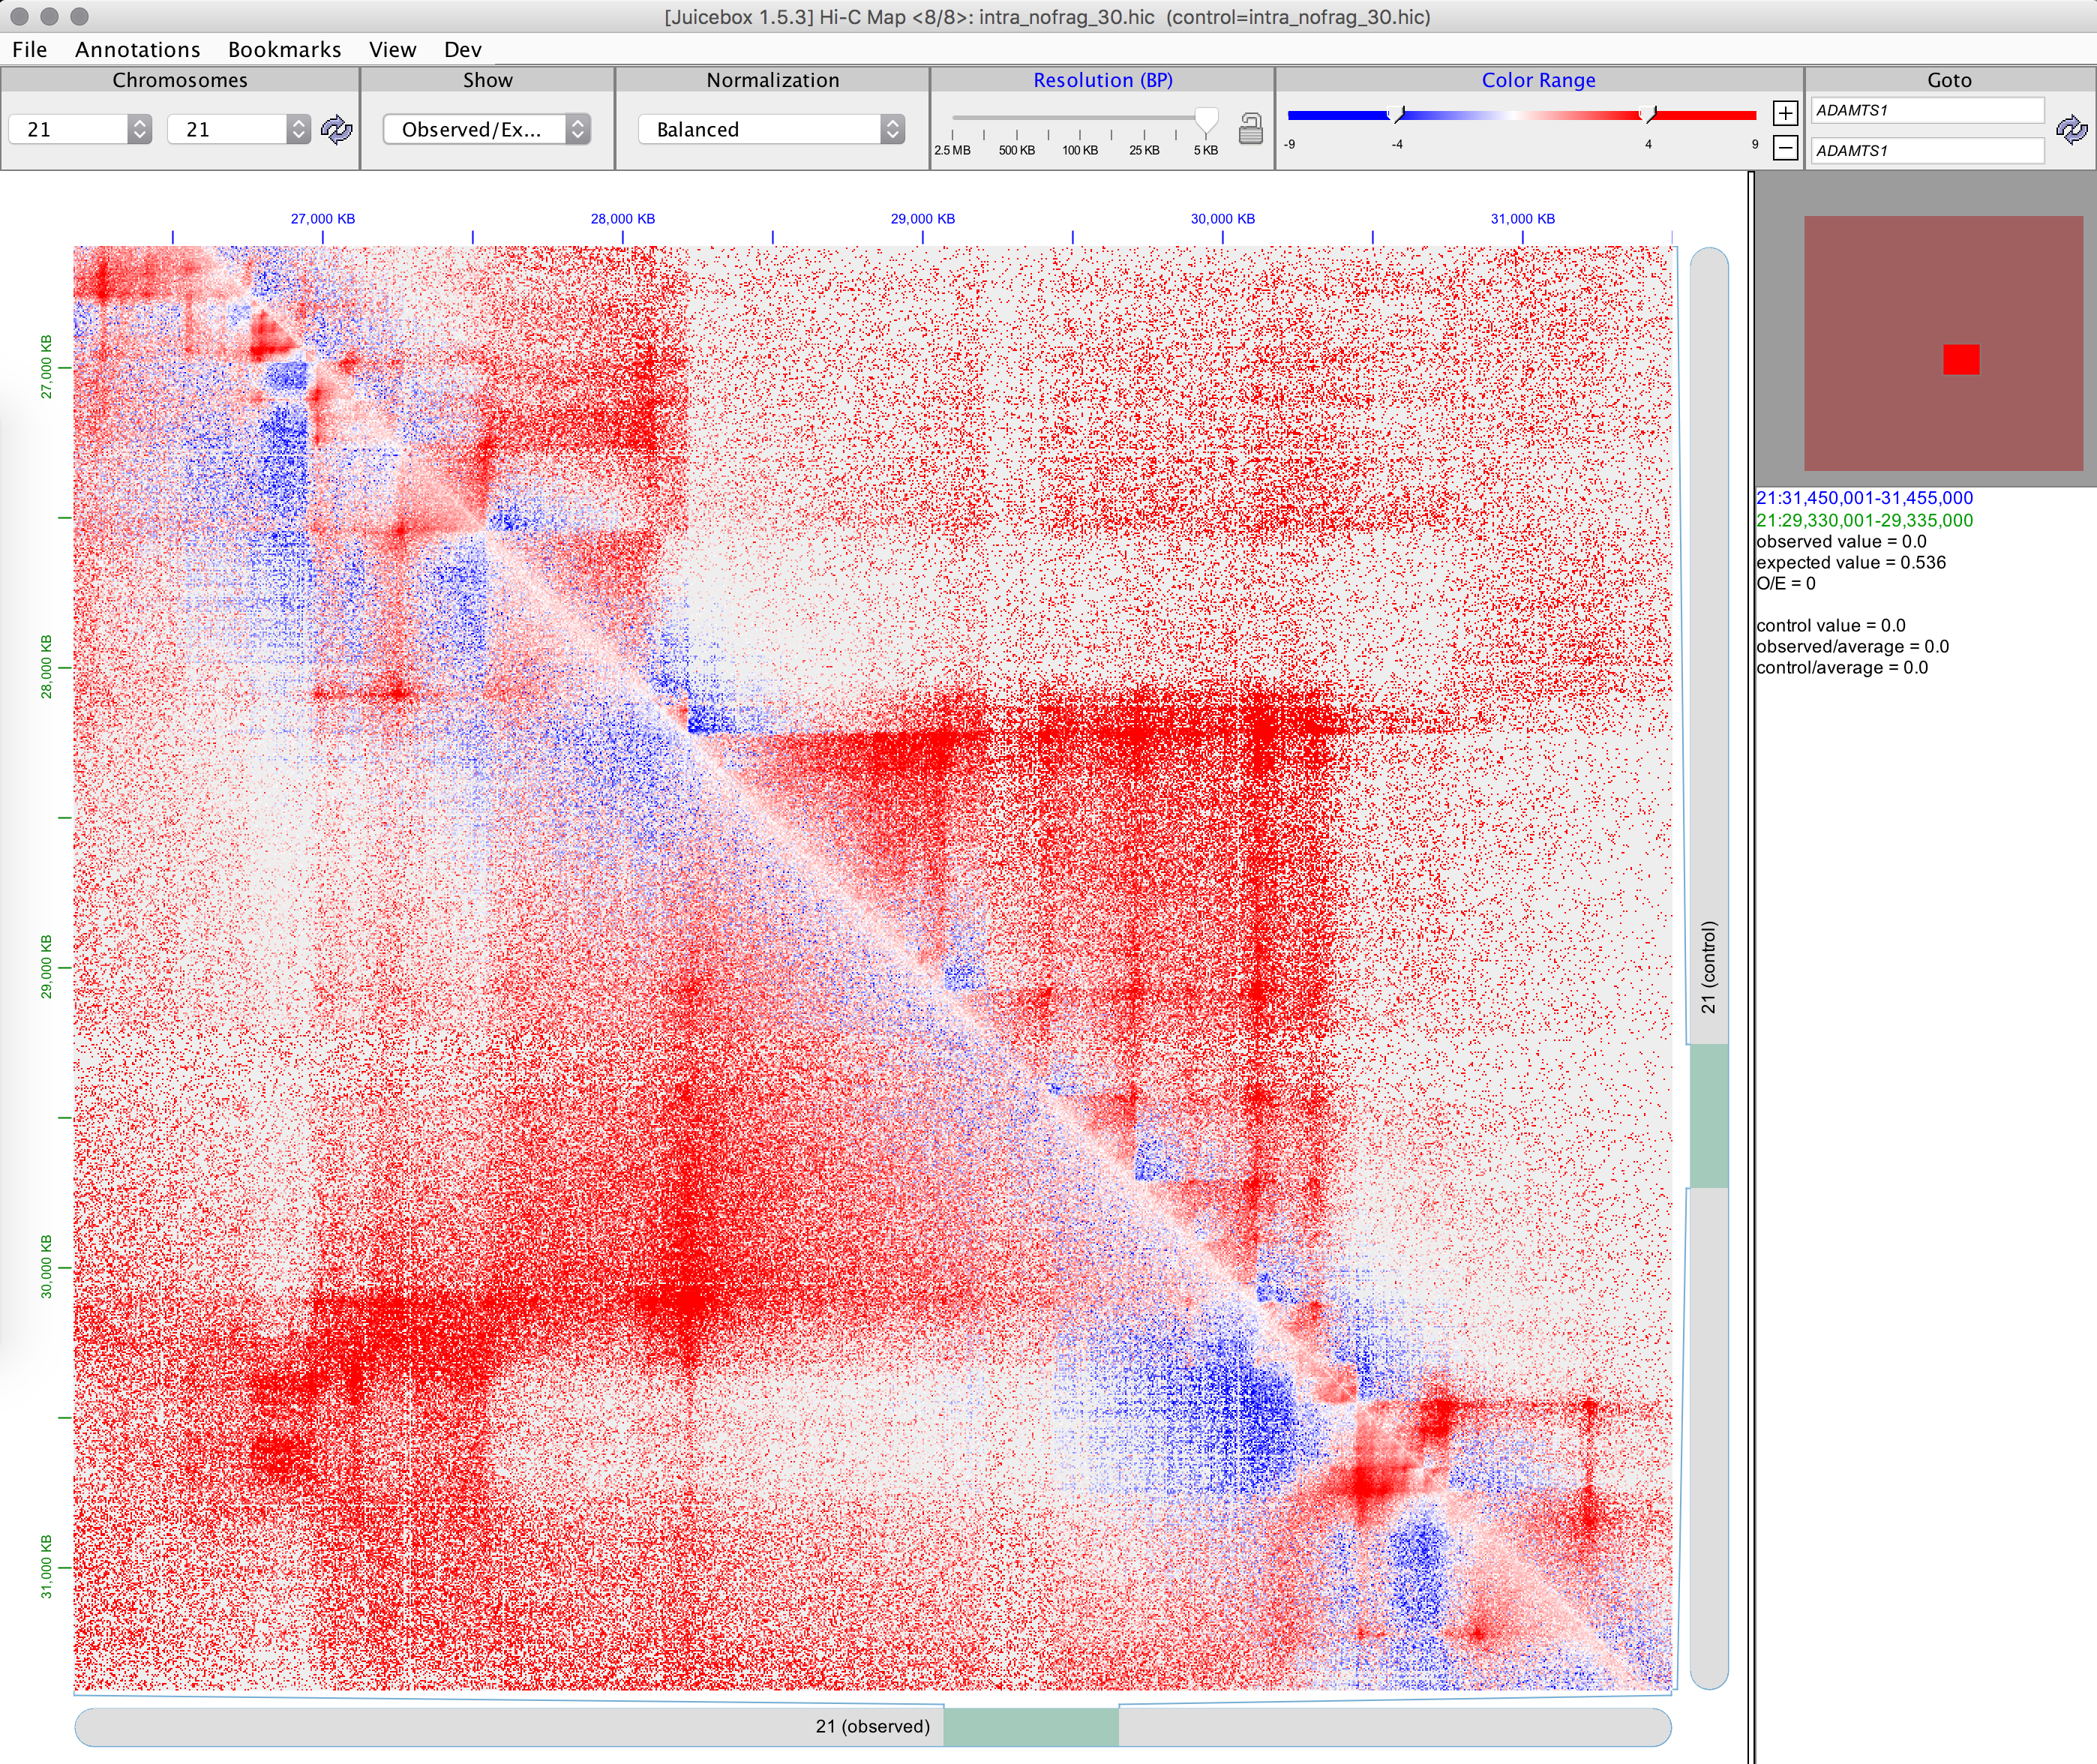 [Juicebox 1.5.3] Hi-C Map <8/8>: intra_nofrag_30.hic (control=intra_nofrag_30.hic)
File Annotations Bookmarks View Dev
Chromosomes Show Normalization Resolution (BP) Color Range Goto
21 21 Observed/Ex... Balanced
2.5 MB 500 KB 100 KB 25 KB 5 KB
-9 -4 4 9
+
−
ADAMTS1
ADAMTS1
27,000 KB 28,000 KB 29,000 KB 30,000 KB 31,000 KB
27,000 KB
28,000 KB
29,000 KB
30,000 KB
31,000 KB
21 (control)
21 (observed)
21:31,450,001-31,455,000
21:29,330,001-29,335,000
observed value = 0.0
expected value = 0.536
O/E = 0
control value = 0.0
observed/average = 0.0
control/average = 0.0